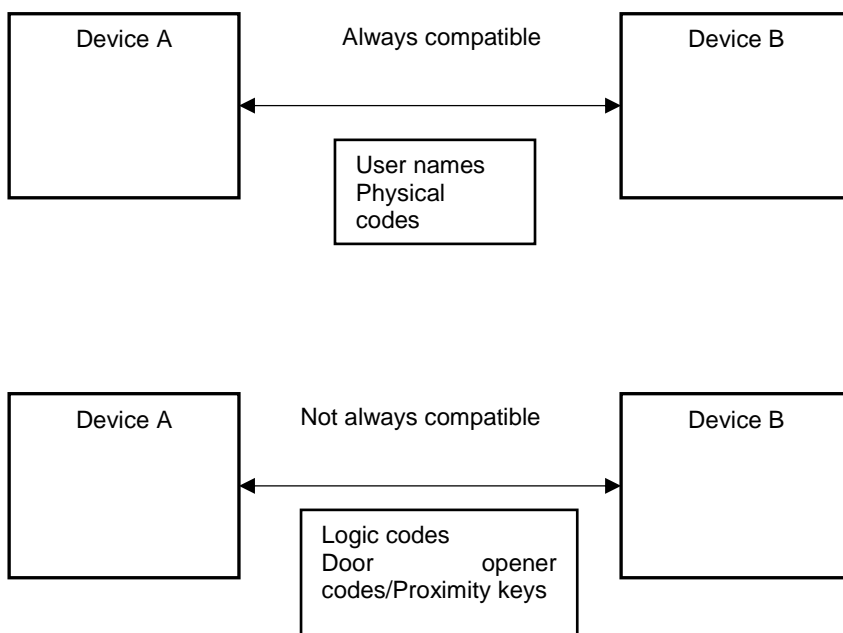 Device A
Always compatible
Device B
User names
Physical
codes
Device A
Not always compatible
Device B
Logic codes
Door opener
codes/Proximity keys